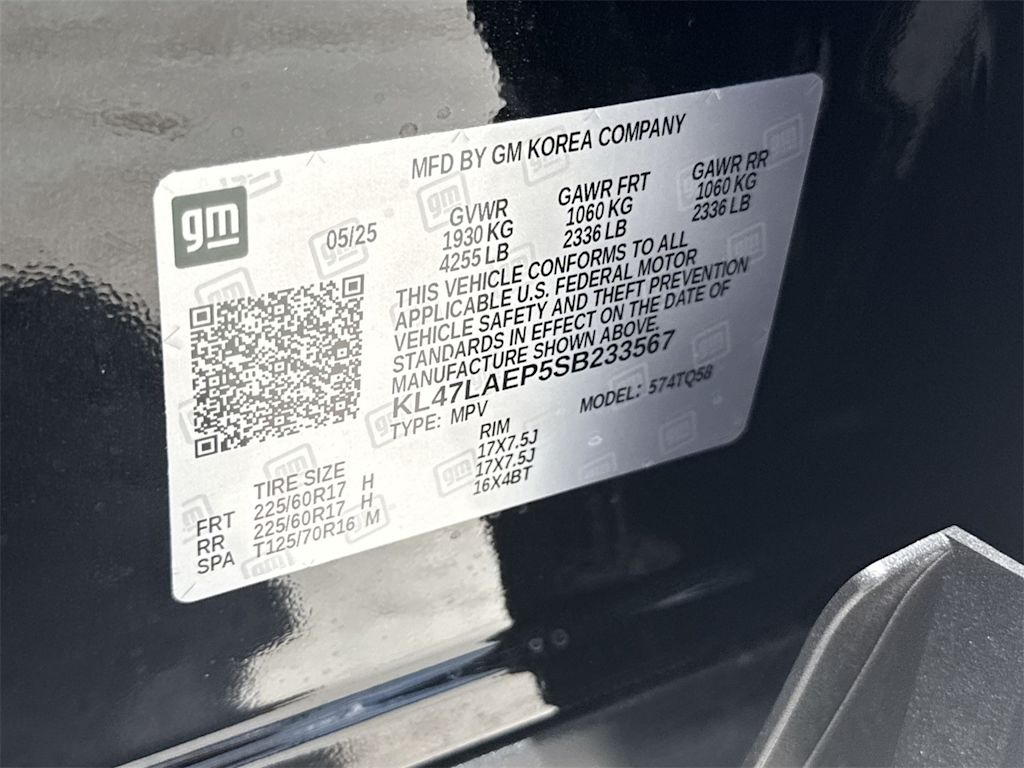 MFD BY GM KOREA COMPANY
gm
05/25
GVWR
1930 KG
4255 LB
GAWR FRT
1060 KG
2336 LB
GAWR RR
1060 KG
2336 LB
THIS VEHICLE CONFORMS TO ALL
APPLICABLE U.S. FEDERAL MOTOR
VEHICLE SAFETY AND THEFT PREVENTION
STANDARDS IN EFFECT ON THE DATE OF
MANUFACTURE SHOWN ABOVE.
KL47LAEP5SB233567
TYPE: MPV
MODEL: 574TQ58
TIRE SIZE RIM
FRT 225/60R17 H 17X7.5J
RR 225/60R17 H 17X7.5J
SPA T125/70R16 M 16X4BT